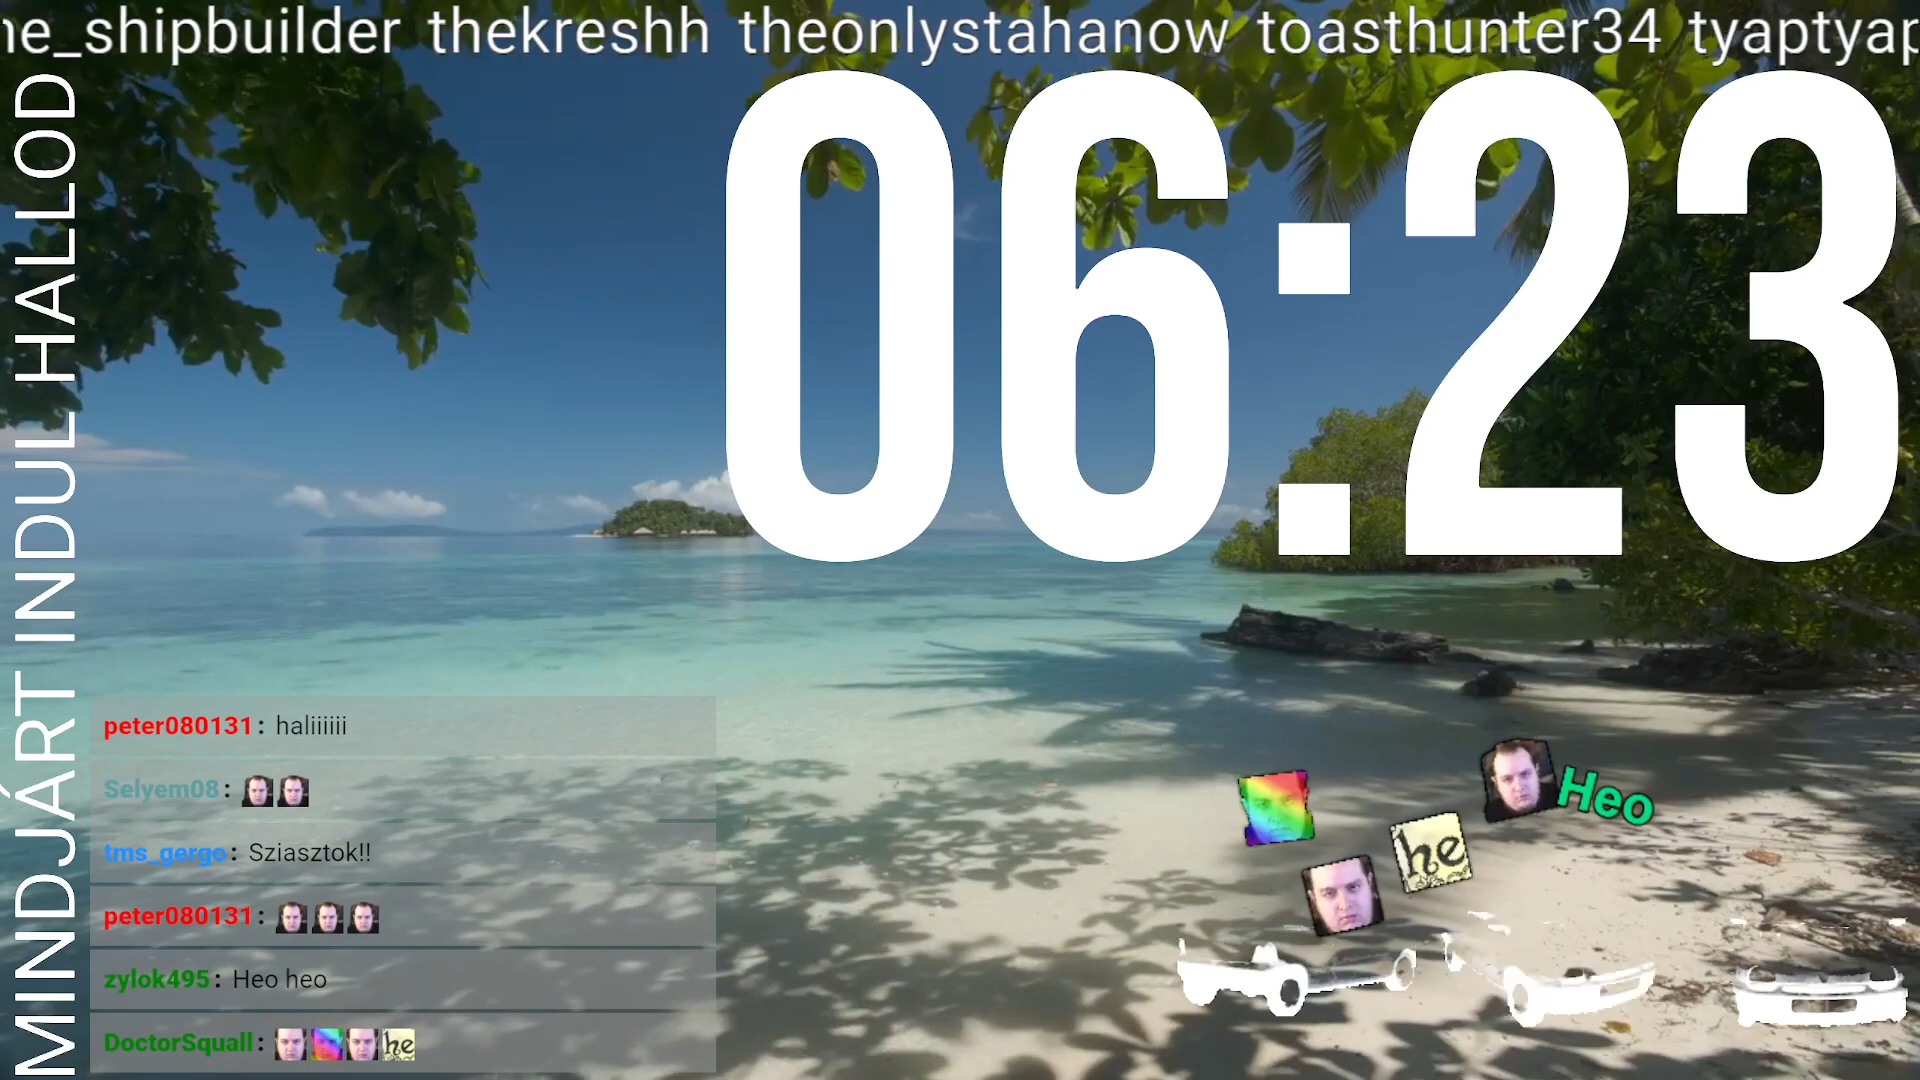 he_shipbuilder thekreshh theonlystahanow toasthunter34 tyaptyap
06:23
MINDJÁRT INDUL HALLOD
peter080131: haliiiiii
Selyem08:
tms_gergo: Sziasztok!!
peter080131:
zylok495: Heo heo
DoctorSquall: he
Heo
he